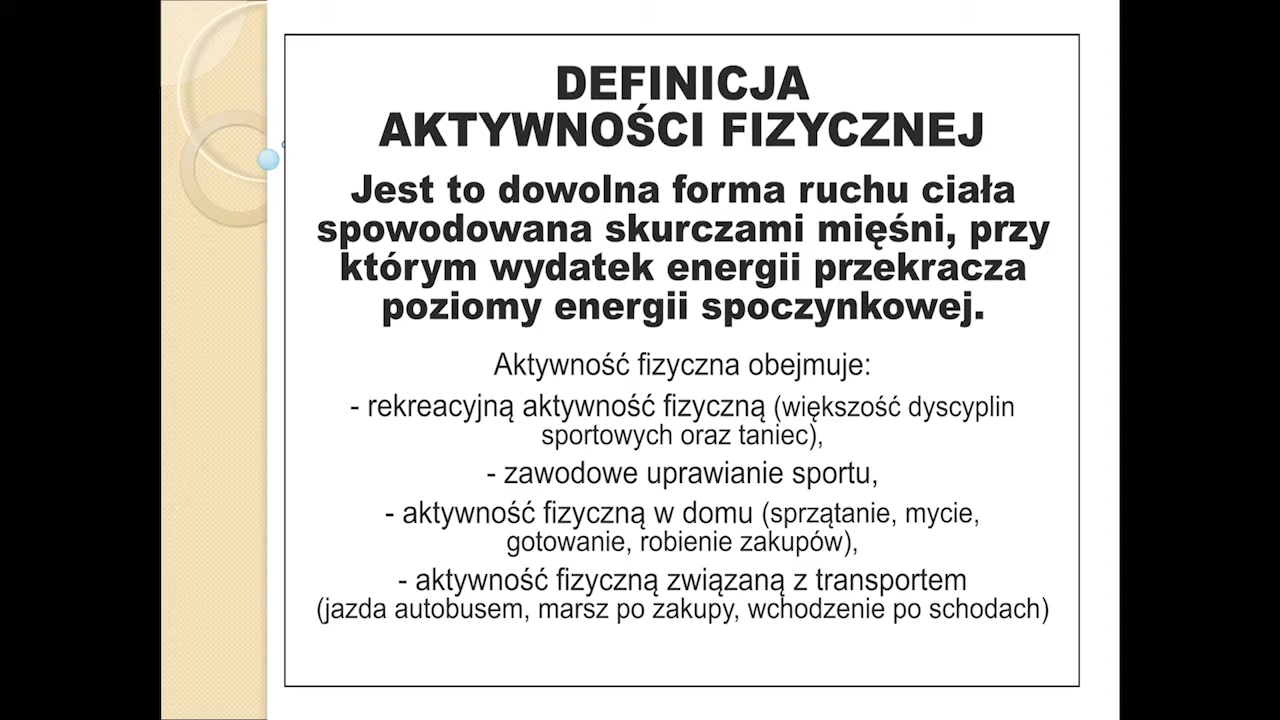 DEFINICJA
AKTYWNOŚCI FIZYCZNEJ
Jest to dowolna forma ruchu ciała
spowodowana skurczami mięśni, przy
którym wydatek energii przekracza
poziomy energii spoczynkowej.
Aktywność fizyczna obejmuje:
- rekreacyjną aktywność fizyczną (większość dyscyplin
sportowych oraz taniec),
- zawodowe uprawianie sportu,
- aktywność fizyczną w domu (sprzątanie, mycie,
gotowanie, robienie zakupów),
- aktywność fizyczną związaną z transportem
(jazda autobusem, marsz po zakupy, wchodzenie po schodach)